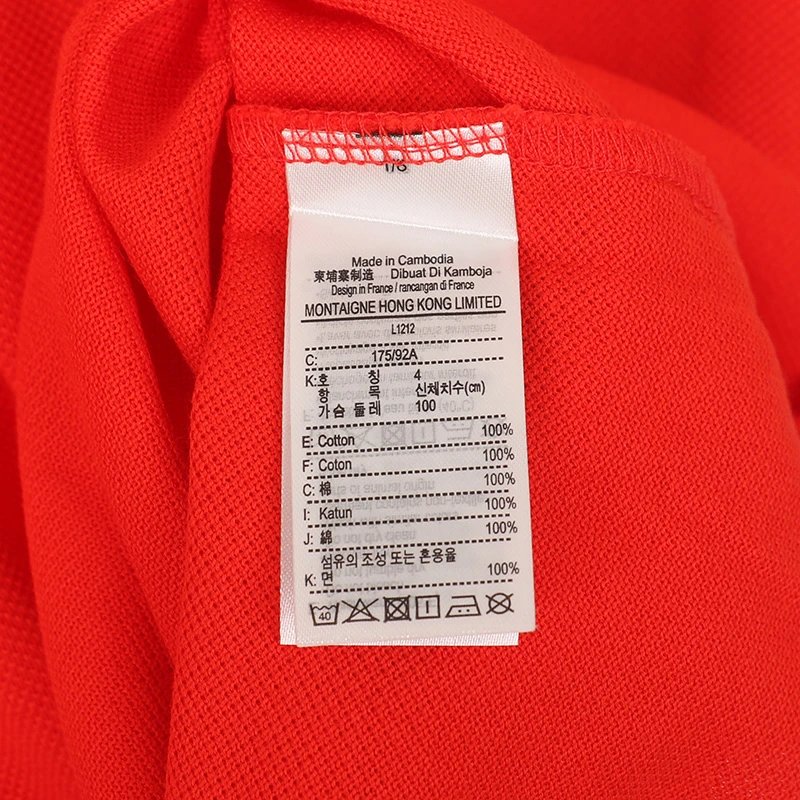 1/8
Made in Cambodia
柬埔寨制造 Dibuat Di Kamboja
Design in France / rancangan di France
MONTAIGNE HONG KONG LIMITED
L1212
C: 175/92A
K: 호 칭 4
항 목 신체치수(cm)
가슴 둘레 100
E: Cotton 100%
F: Coton 100%
C: 棉 100%
I: Katun 100%
J: 綿 100%
섬유의 조성 또는 혼용율
K: 면 100%
40